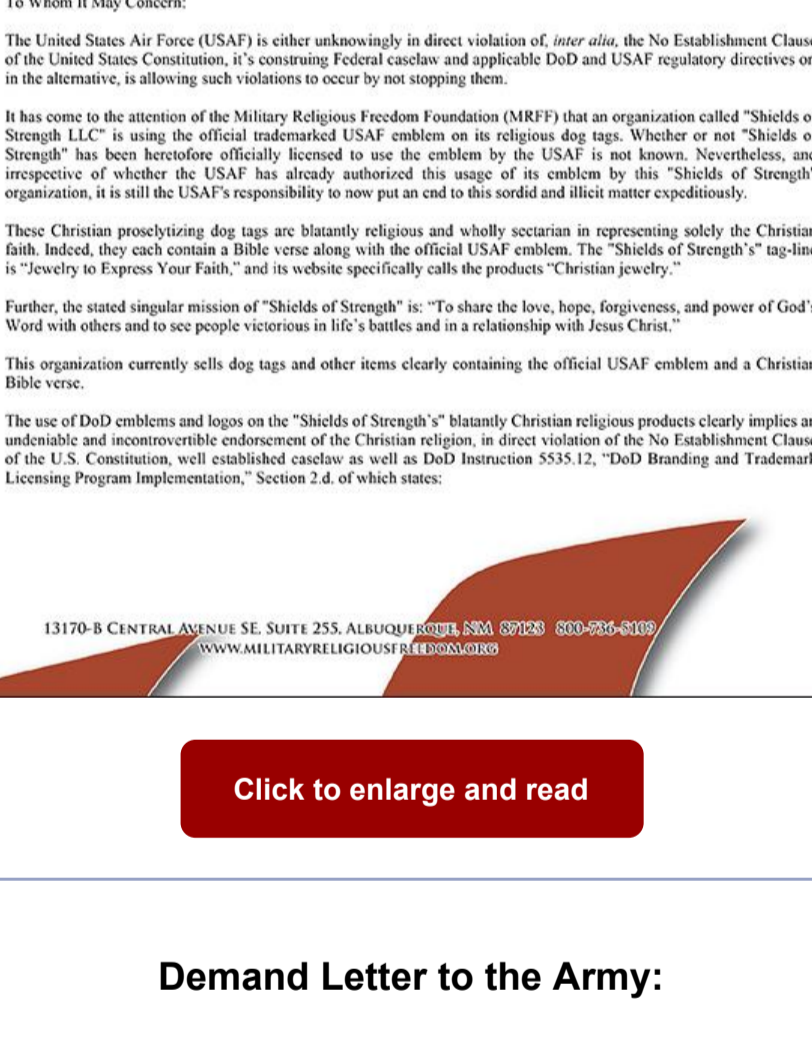 To Whom It May Concern:
The United States Air Force (USAF) is either unknowingly in direct violation of, inter alia, the No Establishment Clause
of the United States Constitution, it's construing Federal caselaw and applicable DoD and USAF regulatory directives or
in the alternative, is allowing such violations to occur by not stopping them.
It has come to the attention of the Military Religious Freedom Foundation (MRFF) that an organization called "Shields o
Strength LLC" is using the official trademarked USAF emblem on its religious dog tags. Whether or not "Shields o
Strength" has been heretofore officially licensed to use the emblem by the USAF is not known. Nevertheless, and
irrespective of whether the USAF has already authorized this usage of its emblem by this "Shields of Strength"
organization, it is still the USAF's responsibility to now put an end to this sordid and illicit matter expeditiously.
These Christian proselytizing dog tags are blatantly religious and wholly sectarian in representing solely the Christian
faith. Indeed, they each contain a Bible verse along with the official USAF emblem. The "Shields of Strength's" tag-line
is “Jewelry to Express Your Faith,” and its website specifically calls the products “Christian jewelry.”
Further, the stated singular mission of "Shields of Strength" is: “To share the love, hope, forgiveness, and power of God's
Word with others and to see people victorious in life's battles and in a relationship with Jesus Christ.”
This organization currently sells dog tags and other items clearly containing the official USAF emblem and a Christian
Bible verse.
The use of DoD emblems and logos on the "Shields of Strength's" blatantly Christian religious products clearly implies an
undeniable and incontrovertible endorsement of the Christian religion, in direct violation of the No Establishment Clause
of the U.S. Constitution, well established caselaw as well as DoD Instruction 5535.12, “DoD Branding and Trademark
Licensing Program Implementation,” Section 2.d. of which states:
13170-B CENTRAL AVENUE SE, SUITE 255, ALBUQUERQUE, NM 87123 800-736-5109
WWW.MILITARYRELIGIOUSFREEDOM.ORG
Click to enlarge and read
Demand Letter to the Army: